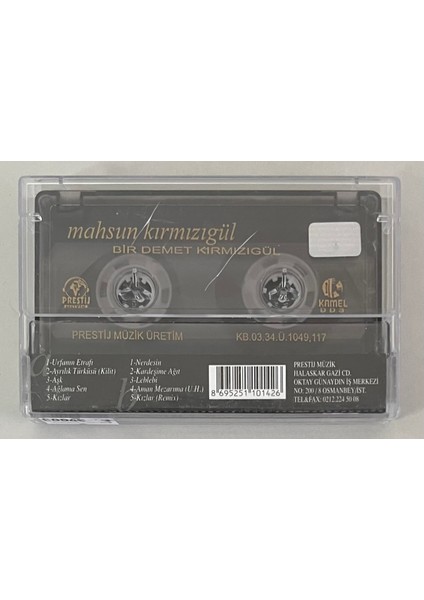 mahsun kırmızıgül
BİR DEMET KIRMIZIGÜL
PRESTİJ
KAMEL
PRESTİJ MÜZİK ÜRETİM
KB.03.34.Ü.1049,117
1-Urfanın Etrafı
2-Ayrılık Türküsü (Kilit)
3-Aşk
4-Ağlama Sen
5-Kızlar
1-Nerdesin
2-Kardeşime Ağıt
3-Leblebi
4-Aman Mezarıma (U.H.)
5-Kızlar (Remix)
8 695251 101426
PRESTIJ MÜZİK
HALASKAR GAZİ CD.
OKTAY GÜNAYDIN İŞ MERKEZİ
NO: 200 / 8 OSMANBEY/İST.
TEL&FAX: 0212.224 50 08